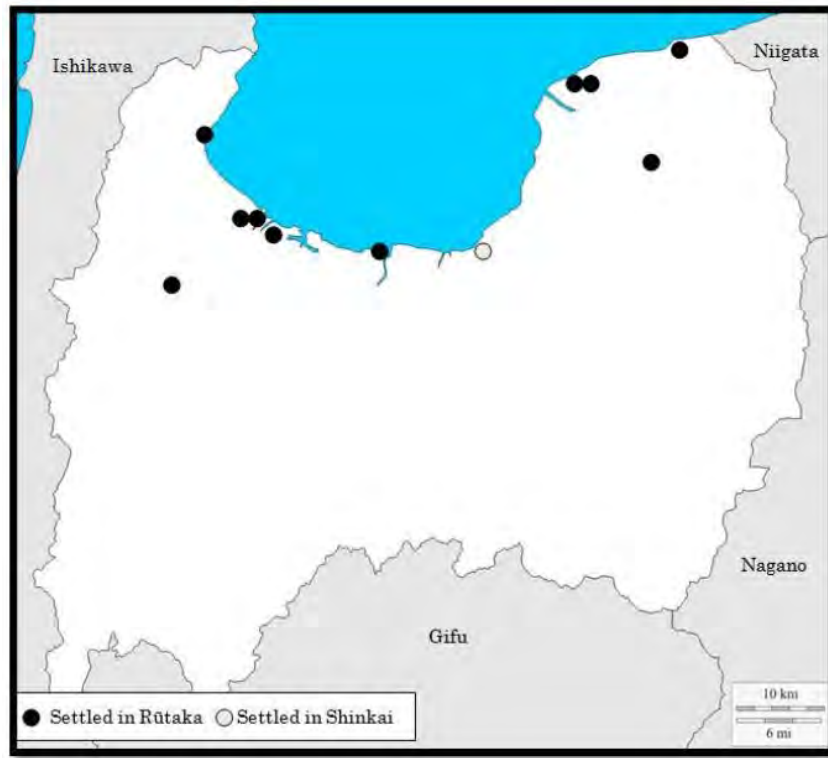 Ishikawa
Niigata
Nagano
Gifu
10 km
6 mi
Settled in Rūtaka
Settled in Shinkai